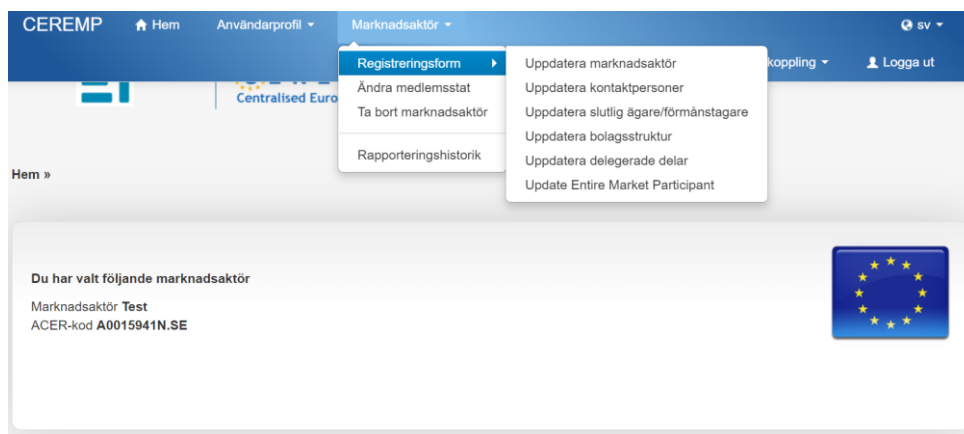 CEREMP Hem Användarprofil Marknadsaktör sv
koppling Logga ut
Registreringsform
Ändra medlemsstat
Ta bort marknadsaktör
Rapporteringshistorik
Uppdatera marknadsaktör
Uppdatera kontaktpersoner
Uppdatera slutlig ägare/förmånstagare
Uppdatera bolagsstruktur
Uppdatera delegerade delar
Update Entire Market Participant
Centralised Euro
Hem »
Du har valt följande marknadsaktör
Marknadsaktör Test
ACER-kod A0015941N.SE